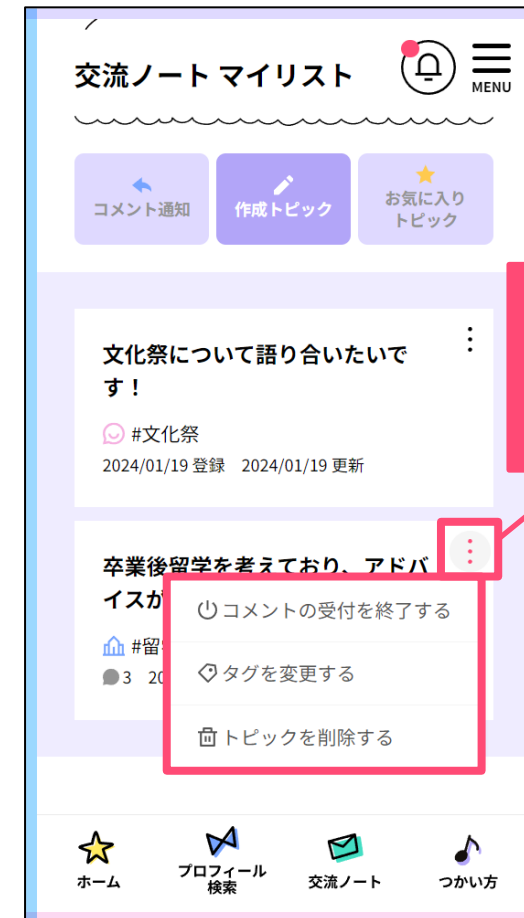 交流ノート マイリスト
MENU
コメント通知
作成トピック
お気に入り
トピック
文化祭について語り合いたいで
す！
#文化祭
2024/01/19 登録　2024/01/19 更新
卒業後留学を考えており、アドバ
イスが
#留
3　20
コメントの受付を終了する
タグを変更する
トピックを削除する
ホーム
プロフィール
検索
交流ノート
つかい方